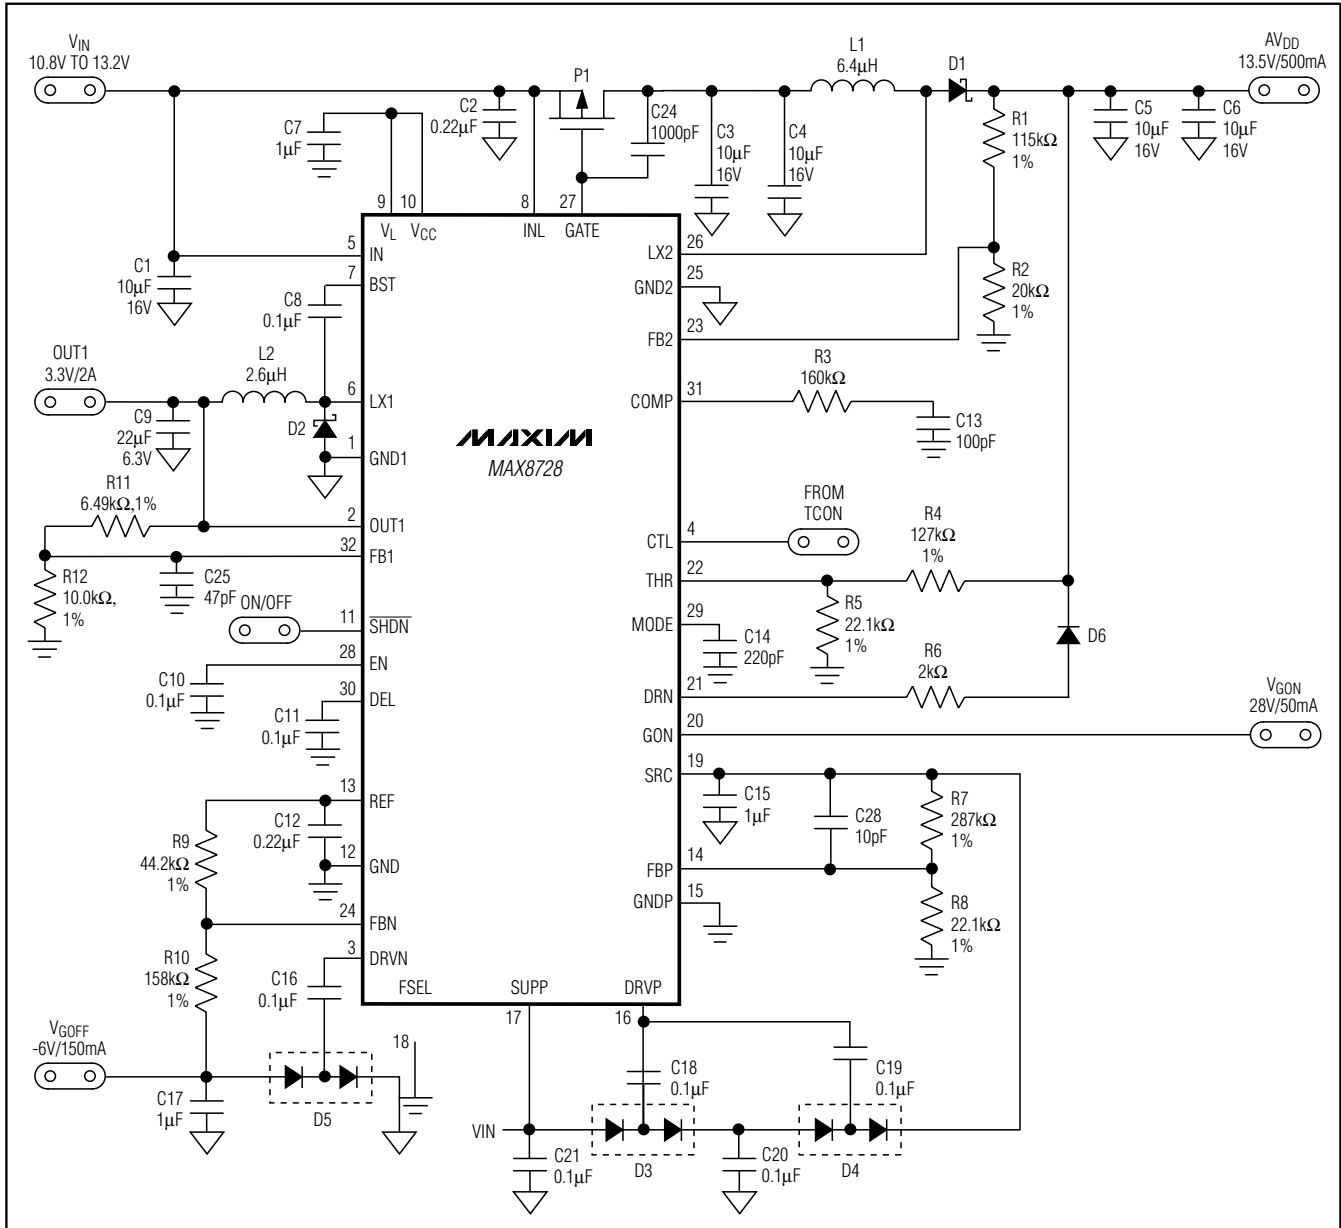 VIN
10.8V TO 13.2V
C7
1µF
C2
0.22µF
P1
C24
1000pF
C3
10µF
16V
C4
10µF
16V
L1
6.4µH
D1
R1
115kΩ
1%
C5
10µF
16V
C6
10µF
16V
AVDD
13.5V/500mA
9
10
8
27
VL
VCC
INL
GATE
5
IN
C1
10µF
16V
7
BST
C8
0.1µF
LX2
26
GND2
25
FB2
23
R2
20kΩ
1%
OUT1
3.3V/2A
L2
2.6µH
6
LX1
C9
22µF
6.3V
D2
1
GND1
MAXIM
MAX8728
COMP
31
R3
160kΩ
C13
100pF
R11
6.49kΩ,1%
2
OUT1
32
FB1
R12
10.0kΩ,
1%
C25
47pF
CTL
4
FROM
TCON
R4
127kΩ
1%
THR
22
R5
22.1kΩ
1%
ON/OFF
11
SHDN
MODE
29
C14
220pF
D6
28
EN
C10
0.1µF
30
DEL
C11
0.1µF
DRN
21
R6
2kΩ
GON
20
VGON
28V/50mA
SRC
19
C15
1µF
C28
10pF
R7
287kΩ
1%
13
REF
C12
0.22µF
12
GND
R9
44.2kΩ
1%
FBP
14
GNDP
15
R8
22.1kΩ
1%
24
FBN
3
DRVN
R10
158kΩ
1%
C16
0.1µF
FSEL
SUPP
DRVP
17
16
VGOFF
-6V/150mA
C17
1µF
D5
18
VIN
C21
0.1µF
C18
0.1µF
D3
C20
0.1µF
C19
0.1µF
D4